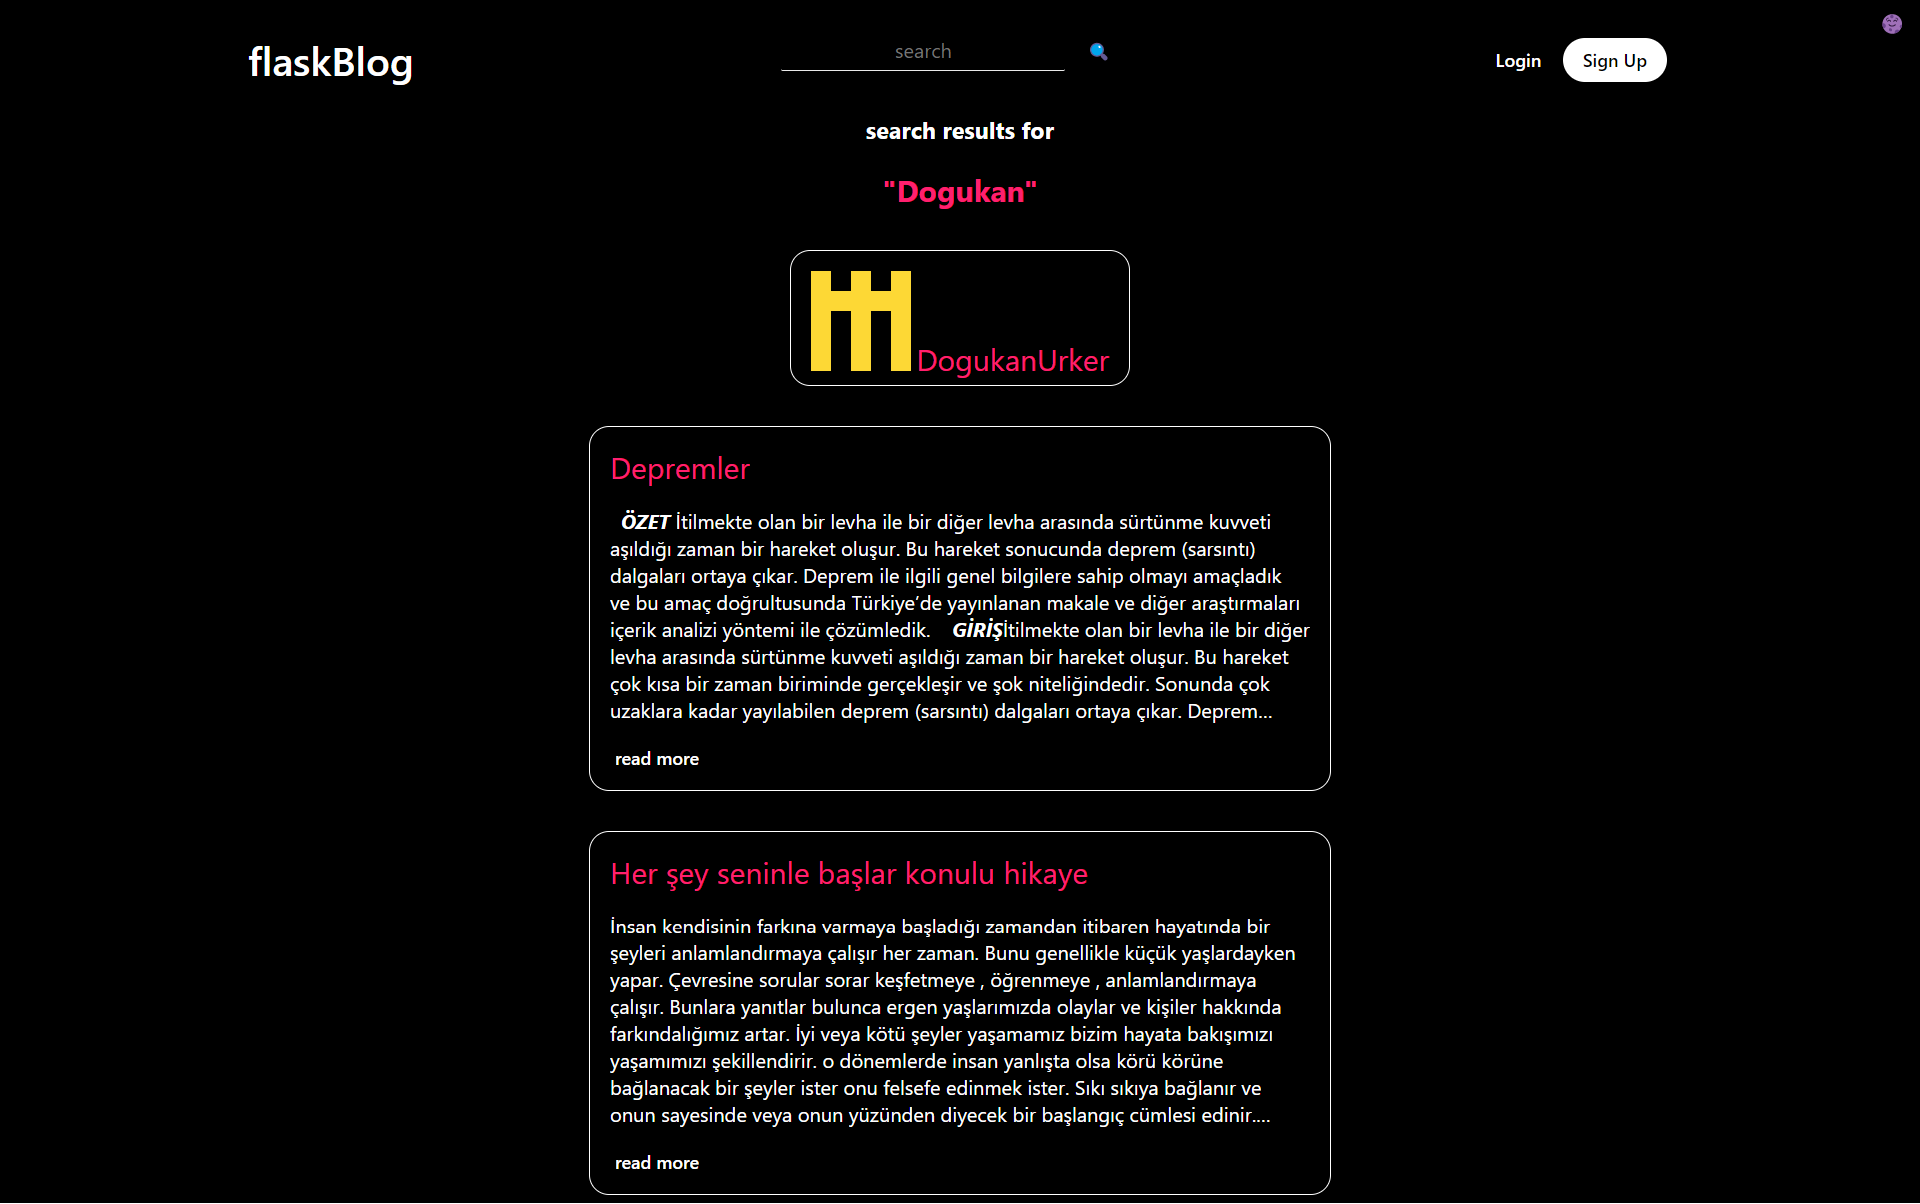 flaskBlog
search
Login
Sign Up
search results for
"Dogukan"
DogukanUrker
Depremler
ÖZET İtilmekte olan bir levha ile bir diğer levha arasında sürtünme kuvveti
aşıldığı zaman bir hareket oluşur. Bu hareket sonucunda deprem (sarsıntı)
dalgaları ortaya çıkar. Deprem ile ilgili genel bilgilere sahip olmayı amaçladık
ve bu amaç doğrultusunda Türkiye’de yayınlanan makale ve diğer araştırmaları
içerik analizi yöntemi ile çözümledik. GİRİŞİtilmekte olan bir levha ile bir diğer
levha arasında sürtünme kuvveti aşıldığı zaman bir hareket oluşur. Bu hareket
çok kısa bir zaman biriminde gerçekleşir ve şok niteliğindedir. Sonunda çok
uzaklara kadar yayılabilen deprem (sarsıntı) dalgaları ortaya çıkar. Deprem...
read more
Her şey seninle başlar konulu hikaye
İnsan kendisinin farkına varmaya başladığı zamandan itibaren hayatında bir
şeyleri anlamlandırmaya çalışır her zaman. Bunu genellikle küçük yaşlardayken
yapar. Çevresine sorular sorar keşfetmeye , öğrenmeye , anlamlandırmaya
çalışır. Bunlara yanıtlar bulunca ergen yaşlarımızda olaylar ve kişiler hakkında
farkındalığımız artar. İyi veya kötü şeyler yaşamamız bizim hayata bakışımızı
yaşamımızı şekillendirir. o dönemlerde insan yanlışta olsa körü körüne
bağlanacak bir şeyler ister onu felsefe edinmek ister. Sıkı sıkıya bağlanır ve
onun sayesinde veya onun yüzünden diyecek bir başlangıç cümlesi edinir....
read more